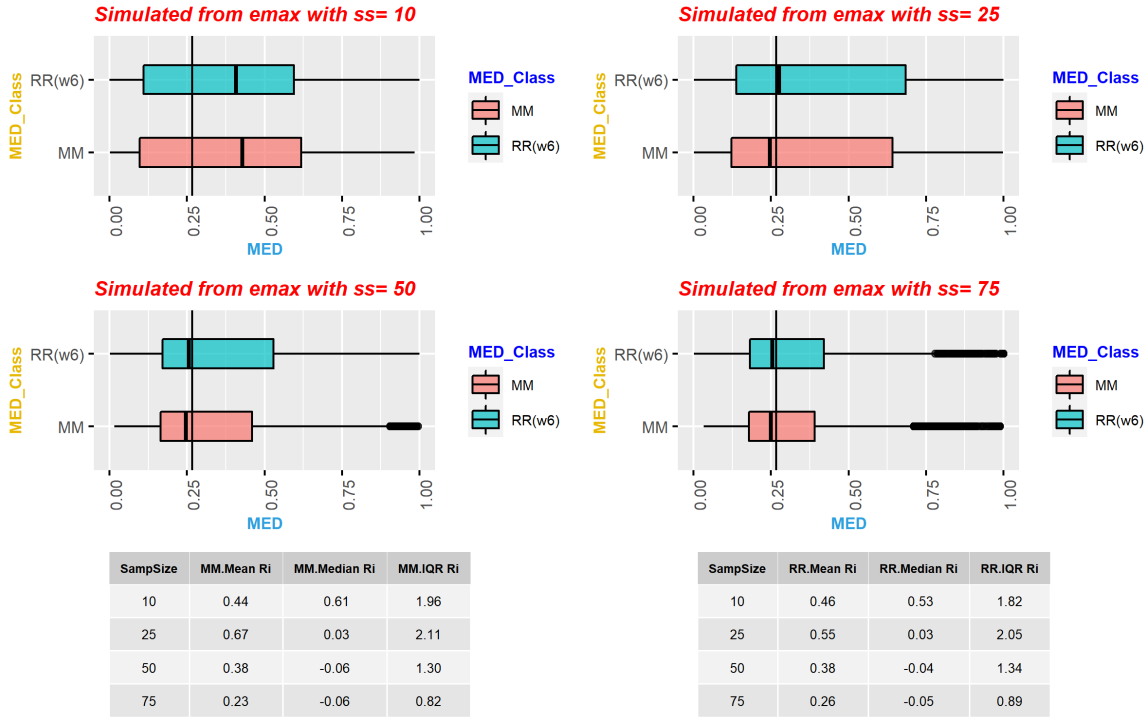 Simulated from emax with ss= 10
Simulated from emax with ss= 25
MED_Class
RR(w6)
MM
0.00
0.25
0.50
0.75
1.00
MED
MED_Class
MM
RR(w6)
MED_Class
RR(w6)
MM
0.00
0.25
0.50
0.75
1.00
MED
MED_Class
MM
RR(w6)
Simulated from emax with ss= 50
Simulated from emax with ss= 75
MED_Class
RR(w6)
MM
0.00
0.25
0.50
0.75
1.00
MED
MED_Class
MM
RR(w6)
MED_Class
RR(w6)
MM
0.00
0.25
0.50
0.75
1.00
MED
MED_Class
MM
RR(w6)
SampSize MM.Mean Ri MM.Median Ri MM.IQR Ri
10 0.44 0.61 1.96
25 0.67 0.03 2.11
50 0.38 -0.06 1.30
75 0.23 -0.06 0.82
SampSize RR.Mean Ri RR.Median Ri RR.IQR Ri
10 0.46 0.53 1.82
25 0.55 0.03 2.05
50 0.38 -0.04 1.34
75 0.26 -0.05 0.89